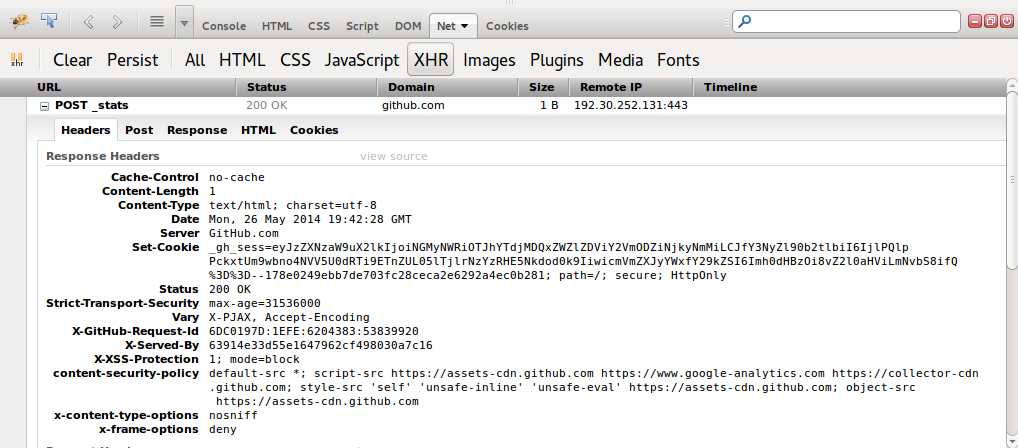 Console HTML CSS Script DOM Net Cookies
xhr Clear Persist All HTML CSS JavaScript XHR Images Plugins Media Fonts
URL Status Domain Size Remote IP Timeline
POST _stats 200 OK github.com 1 B 192.30.252.131:443
Headers Post Response HTML Cookies
Response Headers view source
Cache-Control no-cache
Content-Length 1
Content-Type text/html; charset=utf-8
Date Mon, 26 May 2014 19:42:28 GMT
Server GitHub.com
Set-Cookie _gh_sess=eyJzZXNzaW9uX2lkIjoiNGMyNWRiOTJhYTdjMDQxZWZlZDViY2VmODZiNjkyNmMiLCJfY3NyZl90b2tlbiI6IjlPQlp
PckxtUm9wbno4NVV5U0dRTi9ETnZUL05lTjlrNzYzRHE5Nkdod0k9IiwicmVmZXJyYWxfY29kZSI6Imh0dHBzOi8vZ2l0aHViLmNvbS8ifQ
%3D%3D--178e0249ebb7de703fc28ceca2e6292a4ec0b281; path=/; secure; HttpOnly
Status 200 OK
Strict-Transport-Security max-age=31536000
Vary X-PJAX, Accept-Encoding
X-GitHub-Request-Id 6DC0197D:1EFE:6204383:53839920
X-Served-By 63914e33d55e1647962cf498030a7c16
X-XSS-Protection 1; mode=block
content-security-policy default-src *; script-src https://assets-cdn.github.com https://www.google-analytics.com https://collector-cdn
.github.com; style-src 'self' 'unsafe-inline' 'unsafe-eval' https://assets-cdn.github.com; object-src
https://assets-cdn.github.com
x-content-type-options nosniff
x-frame-options deny